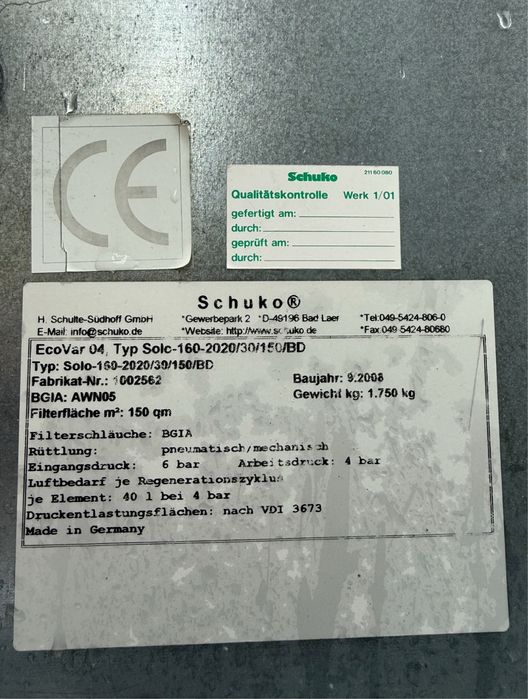 CE
Schuko
211 60 080
Qualitätskontrolle Werk 1/01
gefertigt am:
durch:
geprüft am:
durch:
Schuko®
H. Schulte-Südhoff GmbH *Gewerbepark 2 *D-49196 Bad Laer *Tel:049-5424-806-0
E-Mail: info@schuko.de *Website: http://www.schuko.de *Fax:049 5424-80680
EcoVar 04, Typ Solo-160-2020/30/150/BD
Typ: Solo-160-2020/30/150/BD
Fabrikat-Nr.: 1002562 Baujahr: 9.2008
BGIA: AWN05 Gewicht kg: 1.750 kg
Filterfläche m²: 150 qm
Filterschläuche: BGIA
Rüttlung: pneumatisch/mechanisch
Eingangsdruck: 6 bar Arbeitsdruck: 4 bar
Luftbedarf je Regenerationszyklus
je Element: 40 l bei 4 bar
Druckentlastungsflächen: nach VDI 3673
Made in Germany